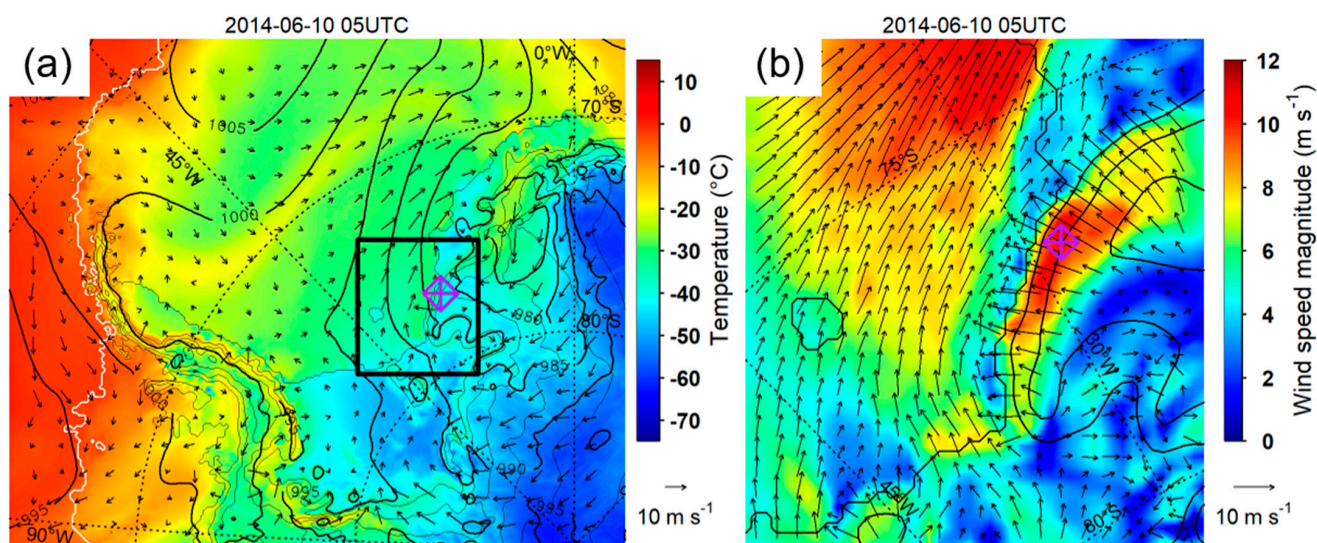 2014-06-10 05UTC
(a)
0°W
70°S
1005
45°W
1000
980
80°S
985
990
995
995
90°W
10
0
-10
-20
-30
-40
-50
-60
-70
Temperature (°C)
10 m s⁻¹
2014-06-10 05UTC
(b)
75°S
30°W
45°W
80°S
12
10
8
6
4
2
0
Wind speed magnitude (m s⁻¹)
10 m s⁻¹